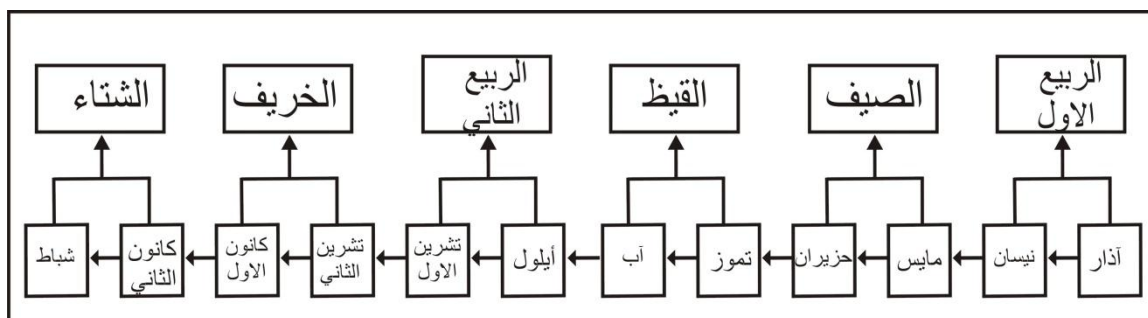 الربيع
الاول
الصيف
القيظ
الربيع
الثاني
الخريف
الشتاء
آذار
نيسان
مايس
حزيران
تموز
آب
أيلول
تشرين
الاول
تشرين
الثاني
كانون
الاول
كانون
الثاني
شباط